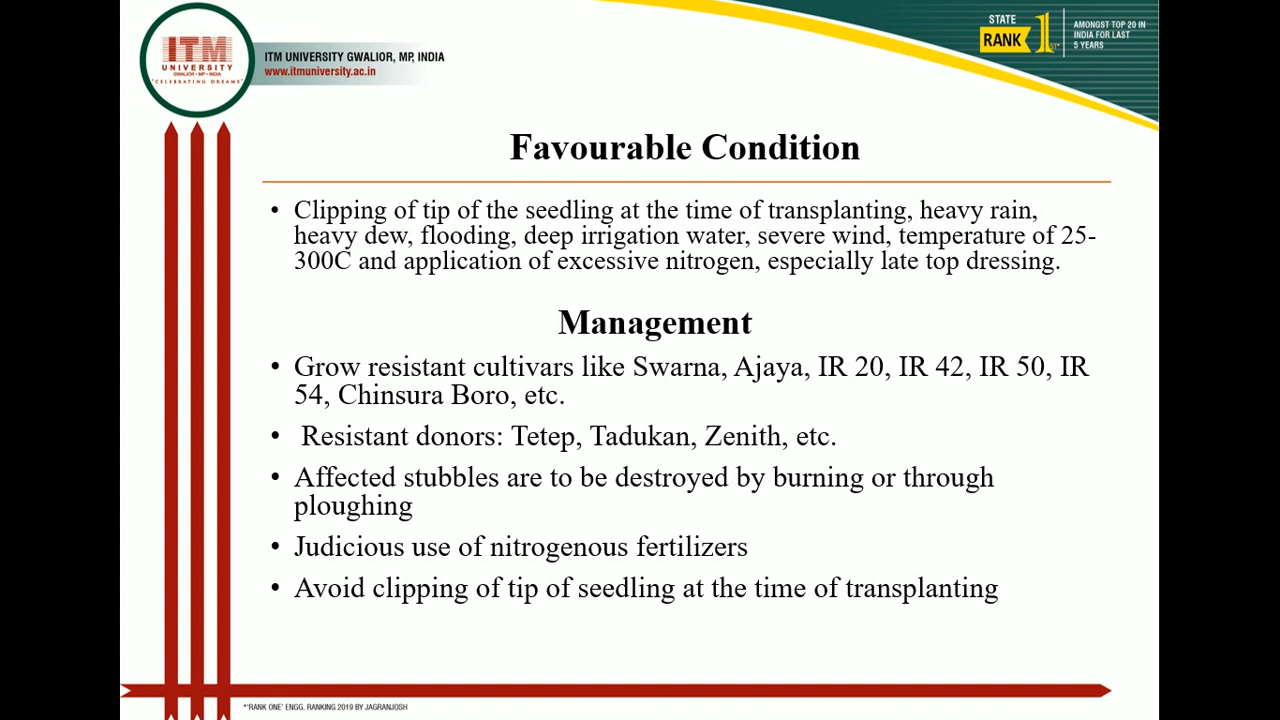 ITM
UNIVERSITY
GWALIOR • MP • INDIA
"CELEBRATING DREAMS"
ITM UNIVERSITY GWALIOR, MP, INDIA
www.itmuniversity.ac.in
STATE
RANK 1ST*
AMONGST TOP 20 IN
INDIA FOR LAST
5 YEARS
Favourable Condition
• Clipping of tip of the seedling at the time of transplanting, heavy rain,
heavy dew, flooding, deep irrigation water, severe wind, temperature of 25-
300C and application of excessive nitrogen, especially late top dressing.
Management
• Grow resistant cultivars like Swarna, Ajaya, IR 20, IR 42, IR 50, IR
54, Chinsura Boro, etc.
• Resistant donors: Tetep, Tadukan, Zenith, etc.
• Affected stubbles are to be destroyed by burning or through
ploughing
• Judicious use of nitrogenous fertilizers
• Avoid clipping of tip of seedling at the time of transplanting
*'RANK ONE' ENGG. RANKING 2019 BY JAGRANJOSH